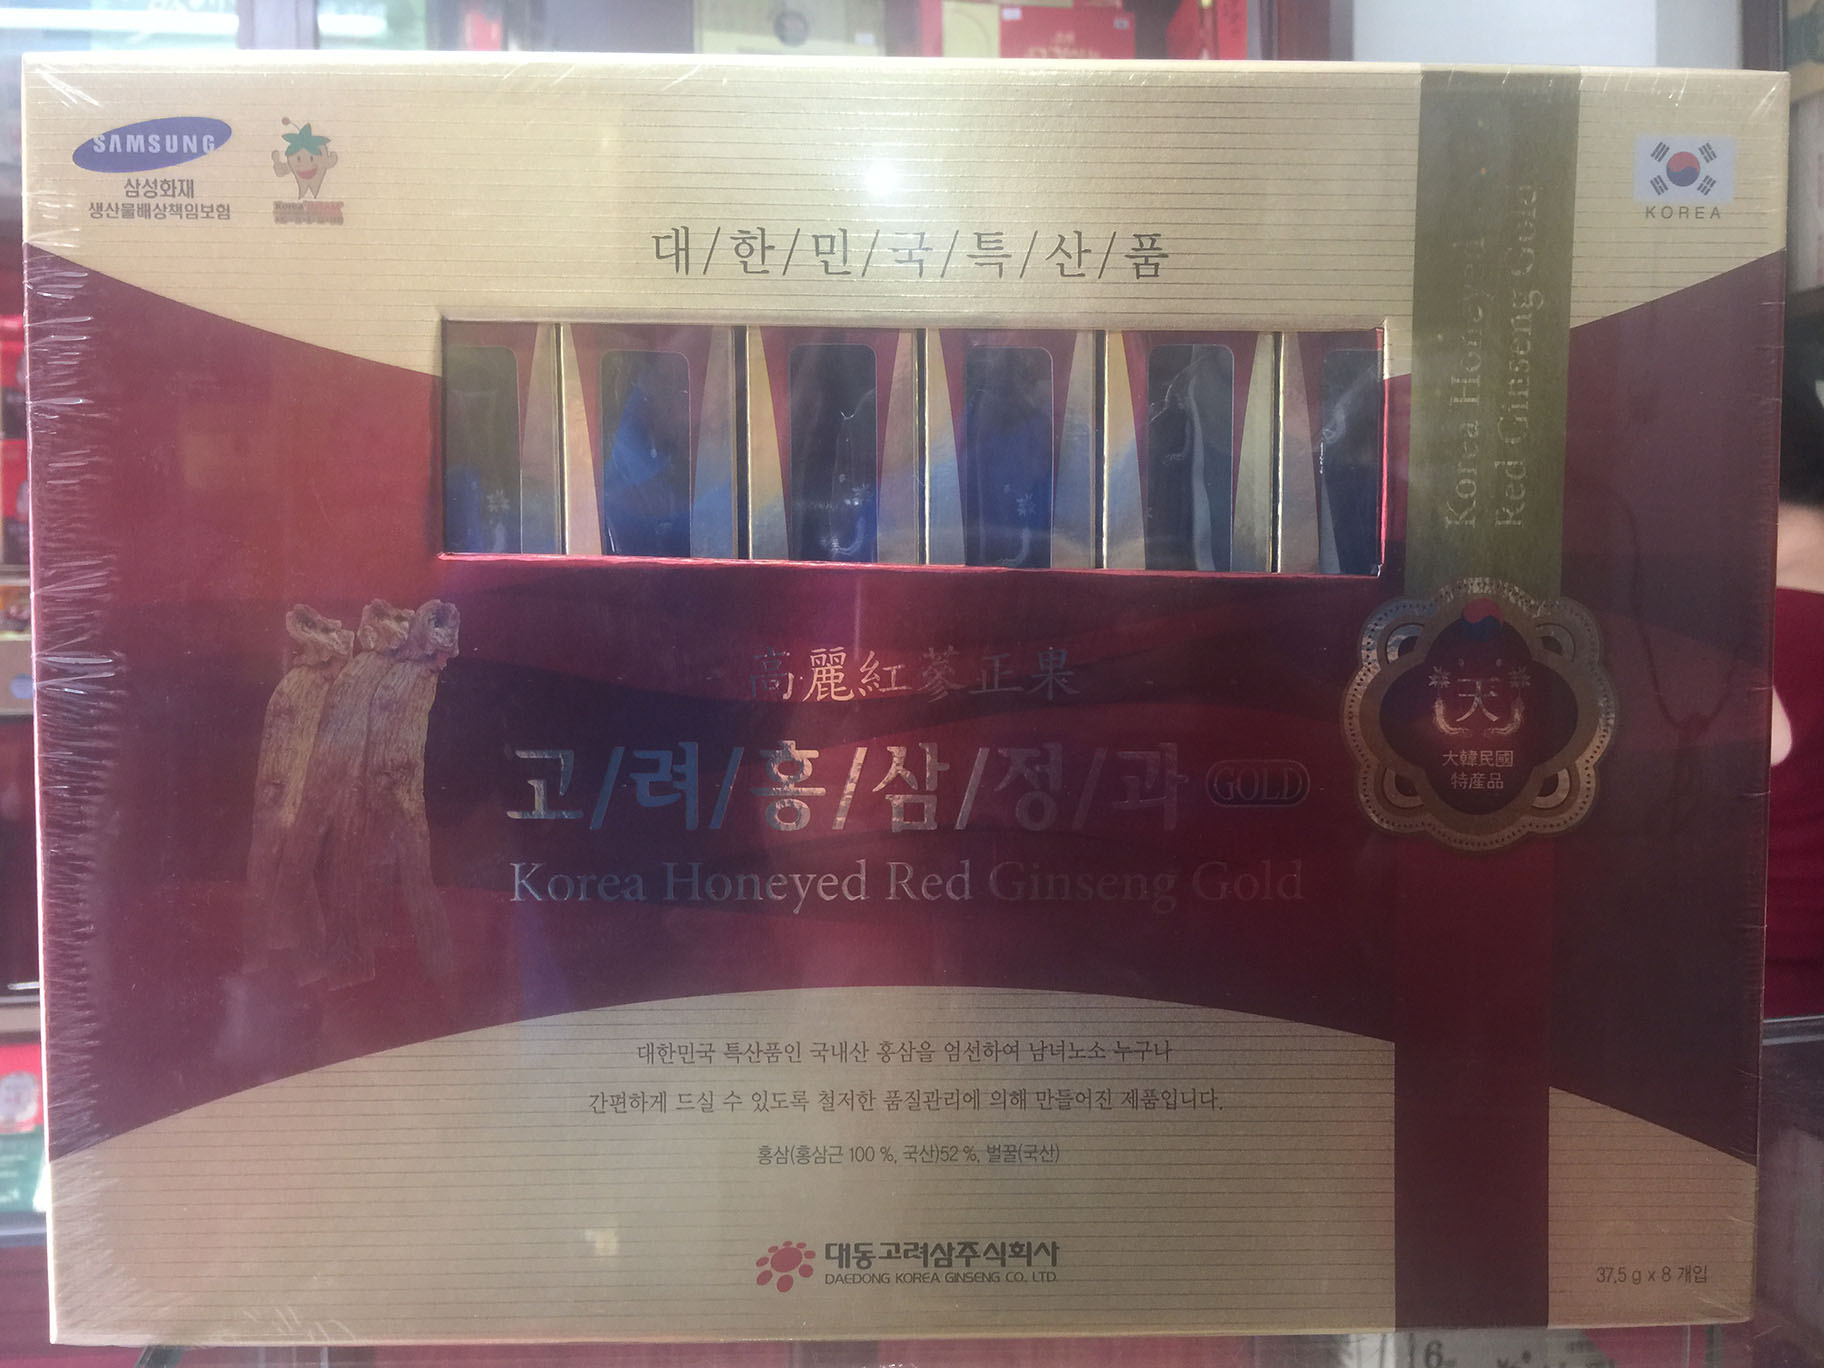 SAMSUNG
삼성화재
생산물배상책임보험
KOREA
대/한/민/국/특/산/품
Korea Honeyed
Red Ginseng Gold
高麗紅蔘正果
고/려/홍/삼/정/과 GOLD
Korea Honeyed Red Ginseng Gold
天
大韓民國
特産品
대한민국 특산품인 국내산 홍삼을 엄선하여 남녀노소 누구나
간편하게 드실 수 있도록 철저한 품질관리에 의해 만들어진 제품입니다.
홍삼(홍삼근 100 %, 국산)52 %, 벌꿀(국산)
대동고려삼주식회사
DAEDONG KOREA GINSENG CO. LTD.
37,5 g x 8 개입